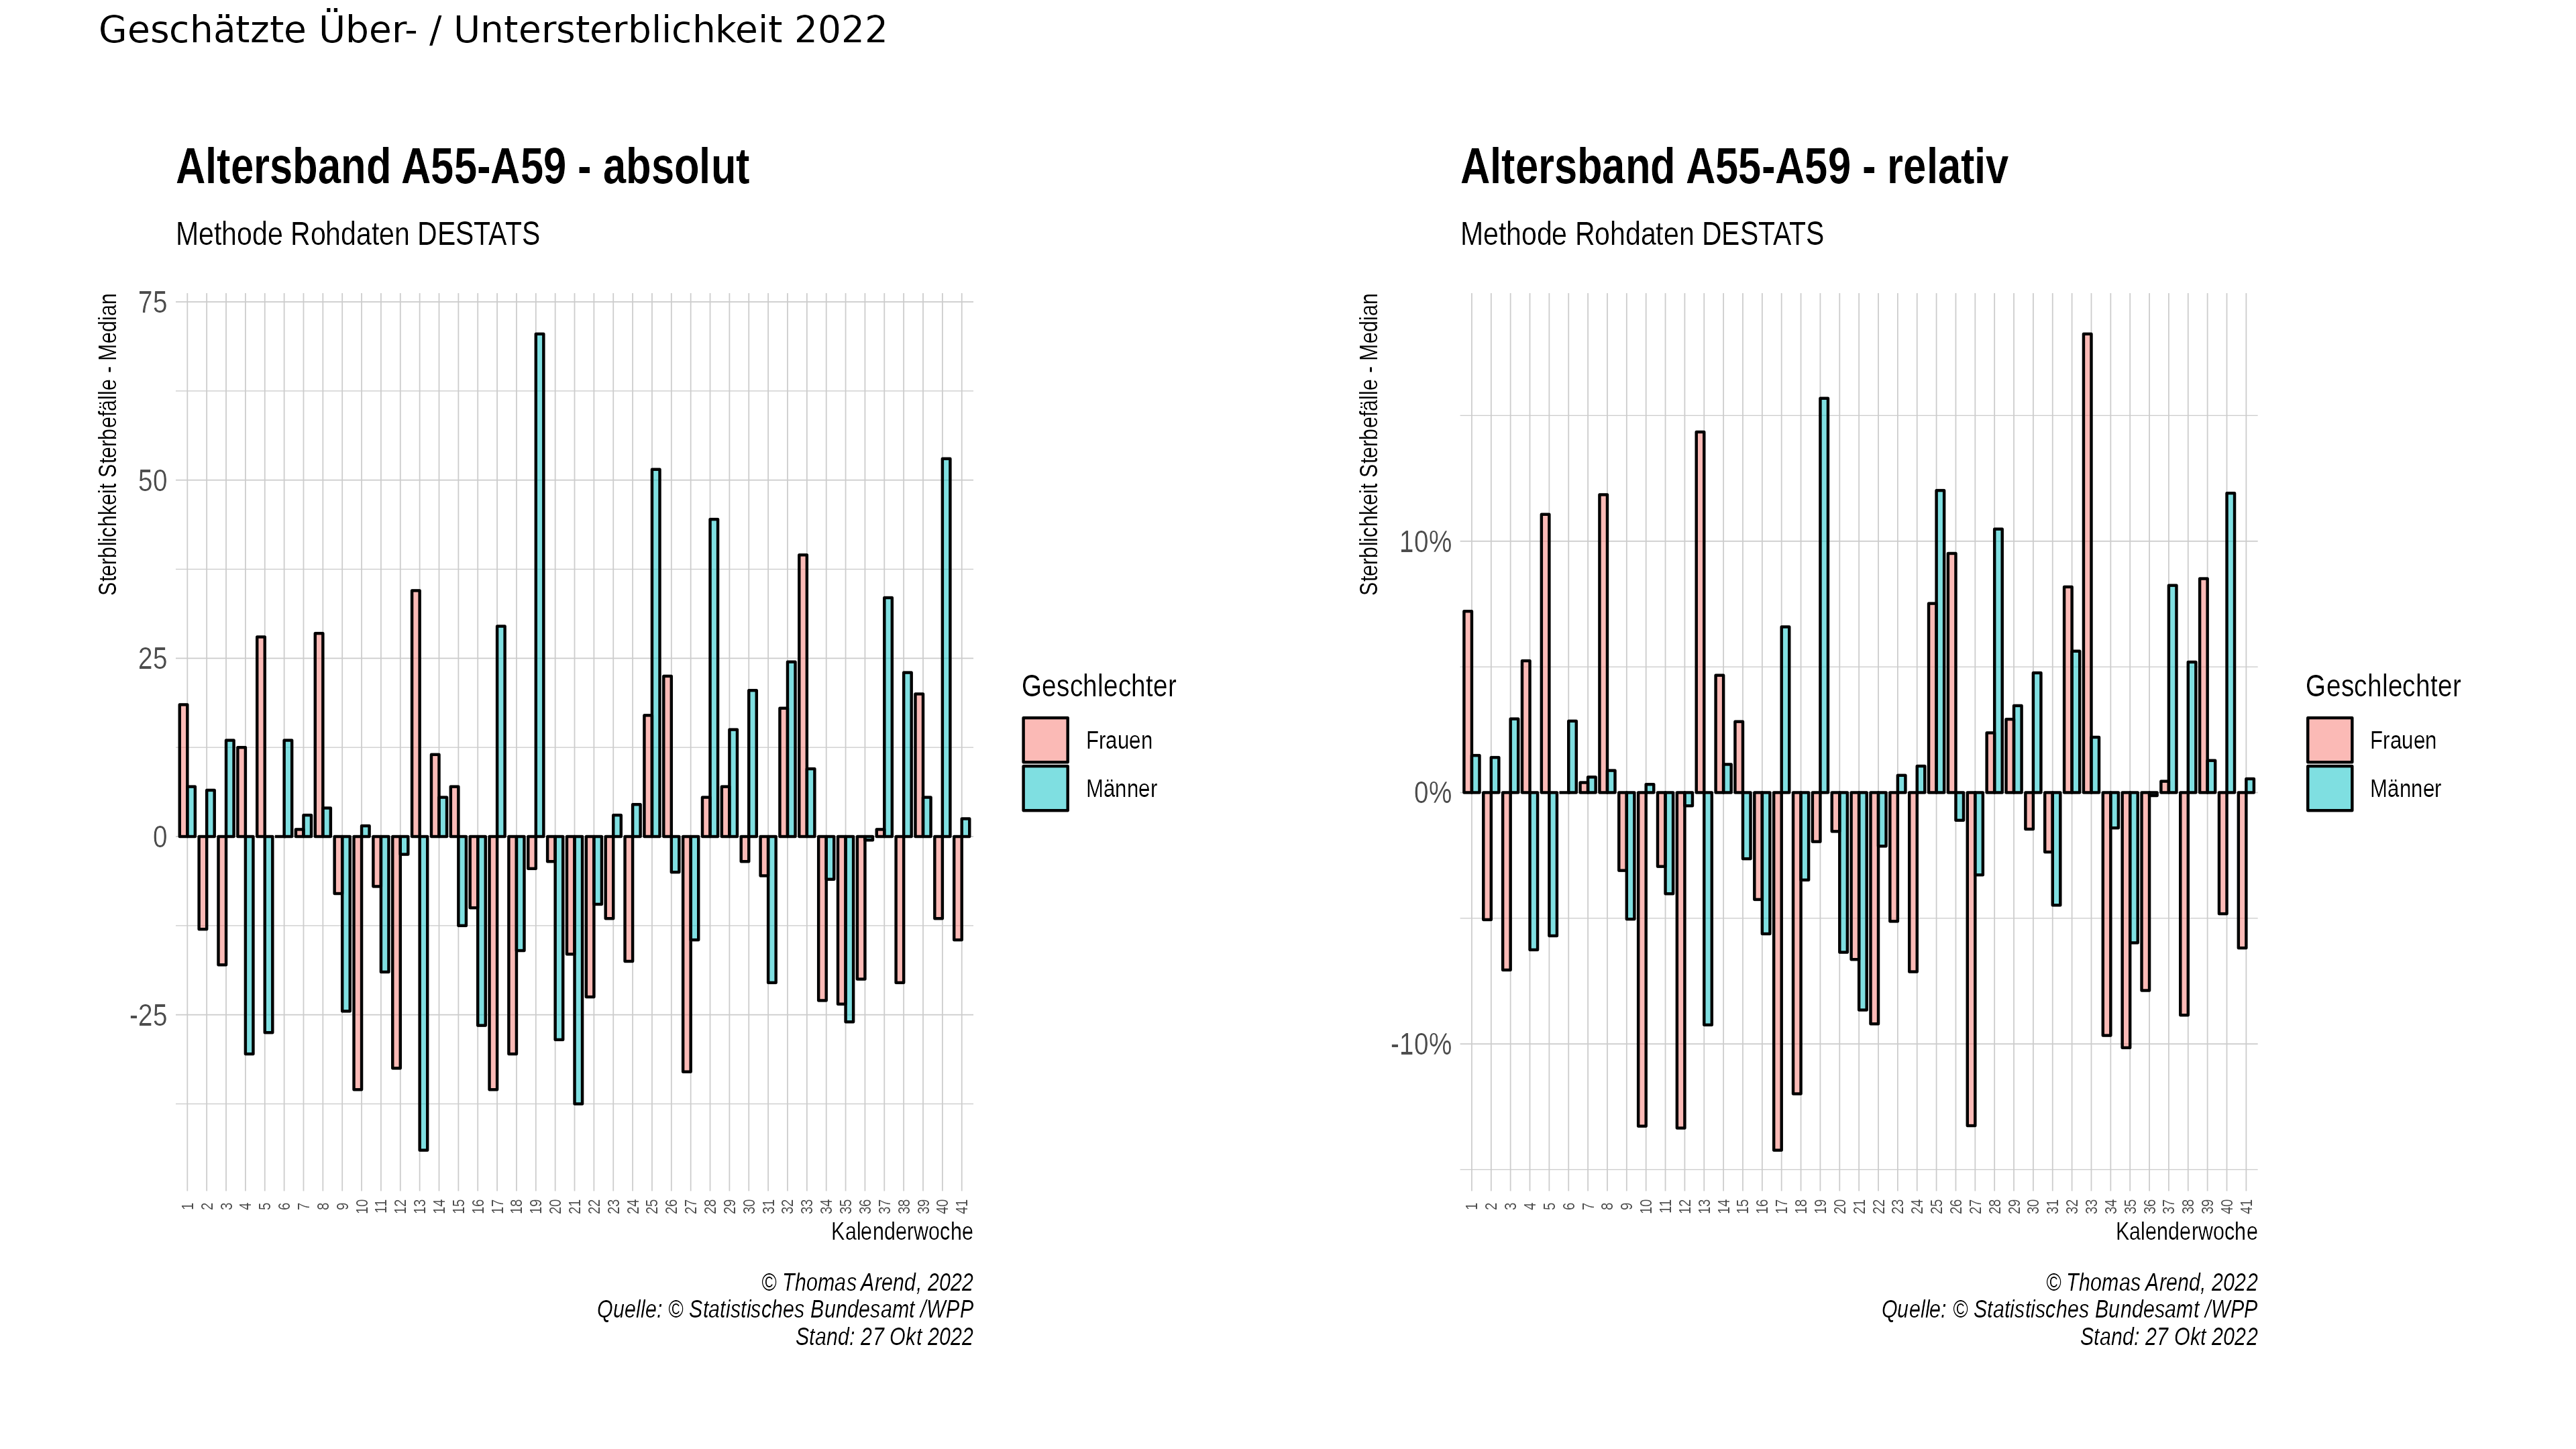 Geschätzte Über- / Untersterblichkeit 2022
Altersband A55-A59 - absolut
Methode Rohdaten DESTATS
Sterblichkeit Sterbefälle - Median
75
50
25
0
-25
1 2 3 4 5 6 7 8 9 10 11 12 13 14 15 16 17 18 19 20 21 22 23 24 25 26 27 28 29 30 31 32 33 34 35 36 37 38 39 40 41
Kalenderwoche
Geschlechter
Frauen
Männer
© Thomas Arend, 2022
Quelle: © Statistisches Bundesamt /WPP
Stand: 27 Okt 2022
Altersband A55-A59 - relativ
Methode Rohdaten DESTATS
Sterblichkeit Sterbefälle - Median
10%
0%
-10%
1 2 3 4 5 6 7 8 9 10 11 12 13 14 15 16 17 18 19 20 21 22 23 24 25 26 27 28 29 30 31 32 33 34 35 36 37 38 39 40 41
Kalenderwoche
Geschlechter
Frauen
Männer
© Thomas Arend, 2022
Quelle: © Statistisches Bundesamt /WPP
Stand: 27 Okt 2022